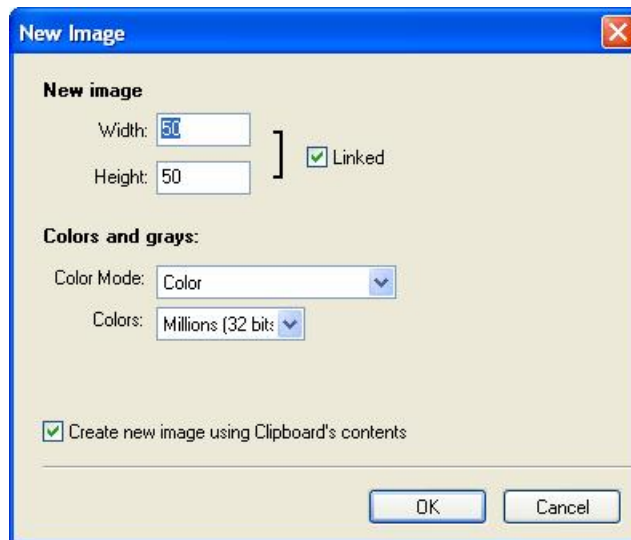 New Image
New image
Width: 50
Linked
Height: 50
Colors and grays:
Color Mode: Color
Colors: Millions (32 bits
Create new image using Clipboard's contents
OK Cancel